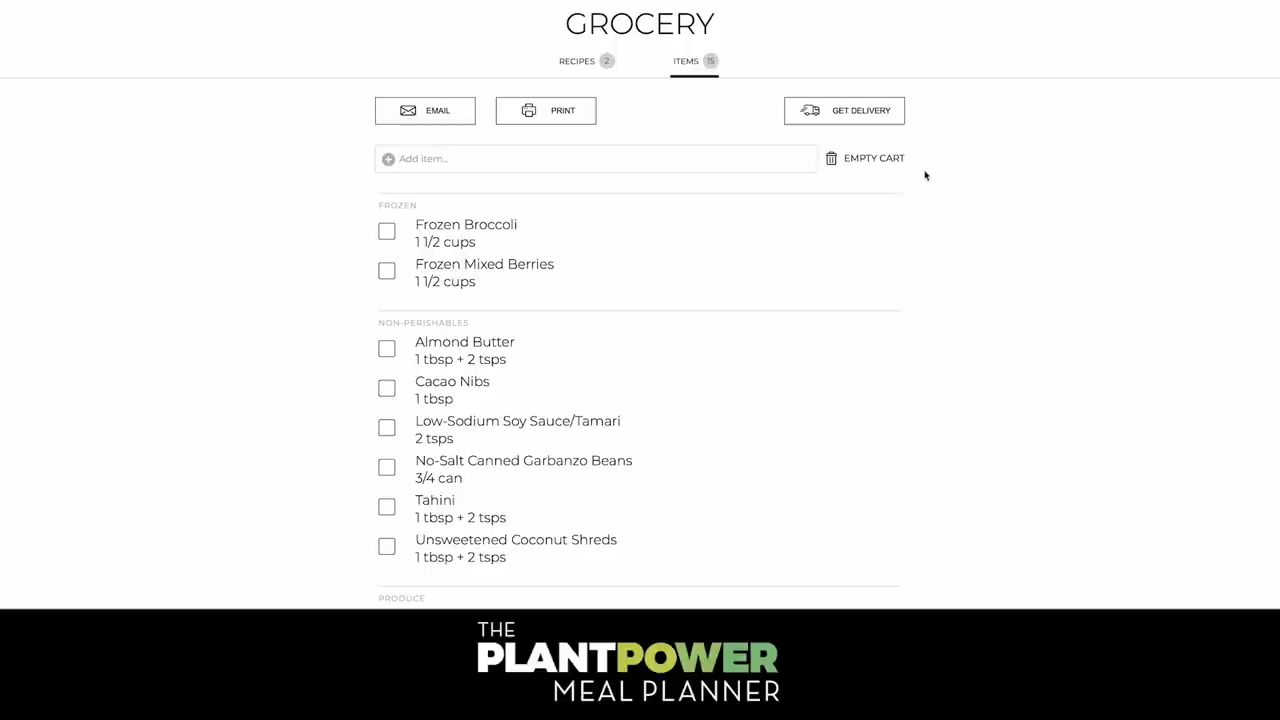 GROCERY
RECIPES 2
ITEMS 15
EMAIL
PRINT
GET DELIVERY
Add item...
EMPTY CART
FROZEN
Frozen Broccoli
1 1/2 cups
Frozen Mixed Berries
1 1/2 cups
NON-PERISHABLES
Almond Butter
1 tbsp + 2 tsps
Cacao Nibs
1 tbsp
Low-Sodium Soy Sauce/Tamari
2 tsps
No-Salt Canned Garbanzo Beans
3/4 can
Tahini
1 tbsp + 2 tsps
Unsweetened Coconut Shreds
1 tbsp + 2 tsps
PRODUCE
THE
PLANTPOWER
MEAL PLANNER